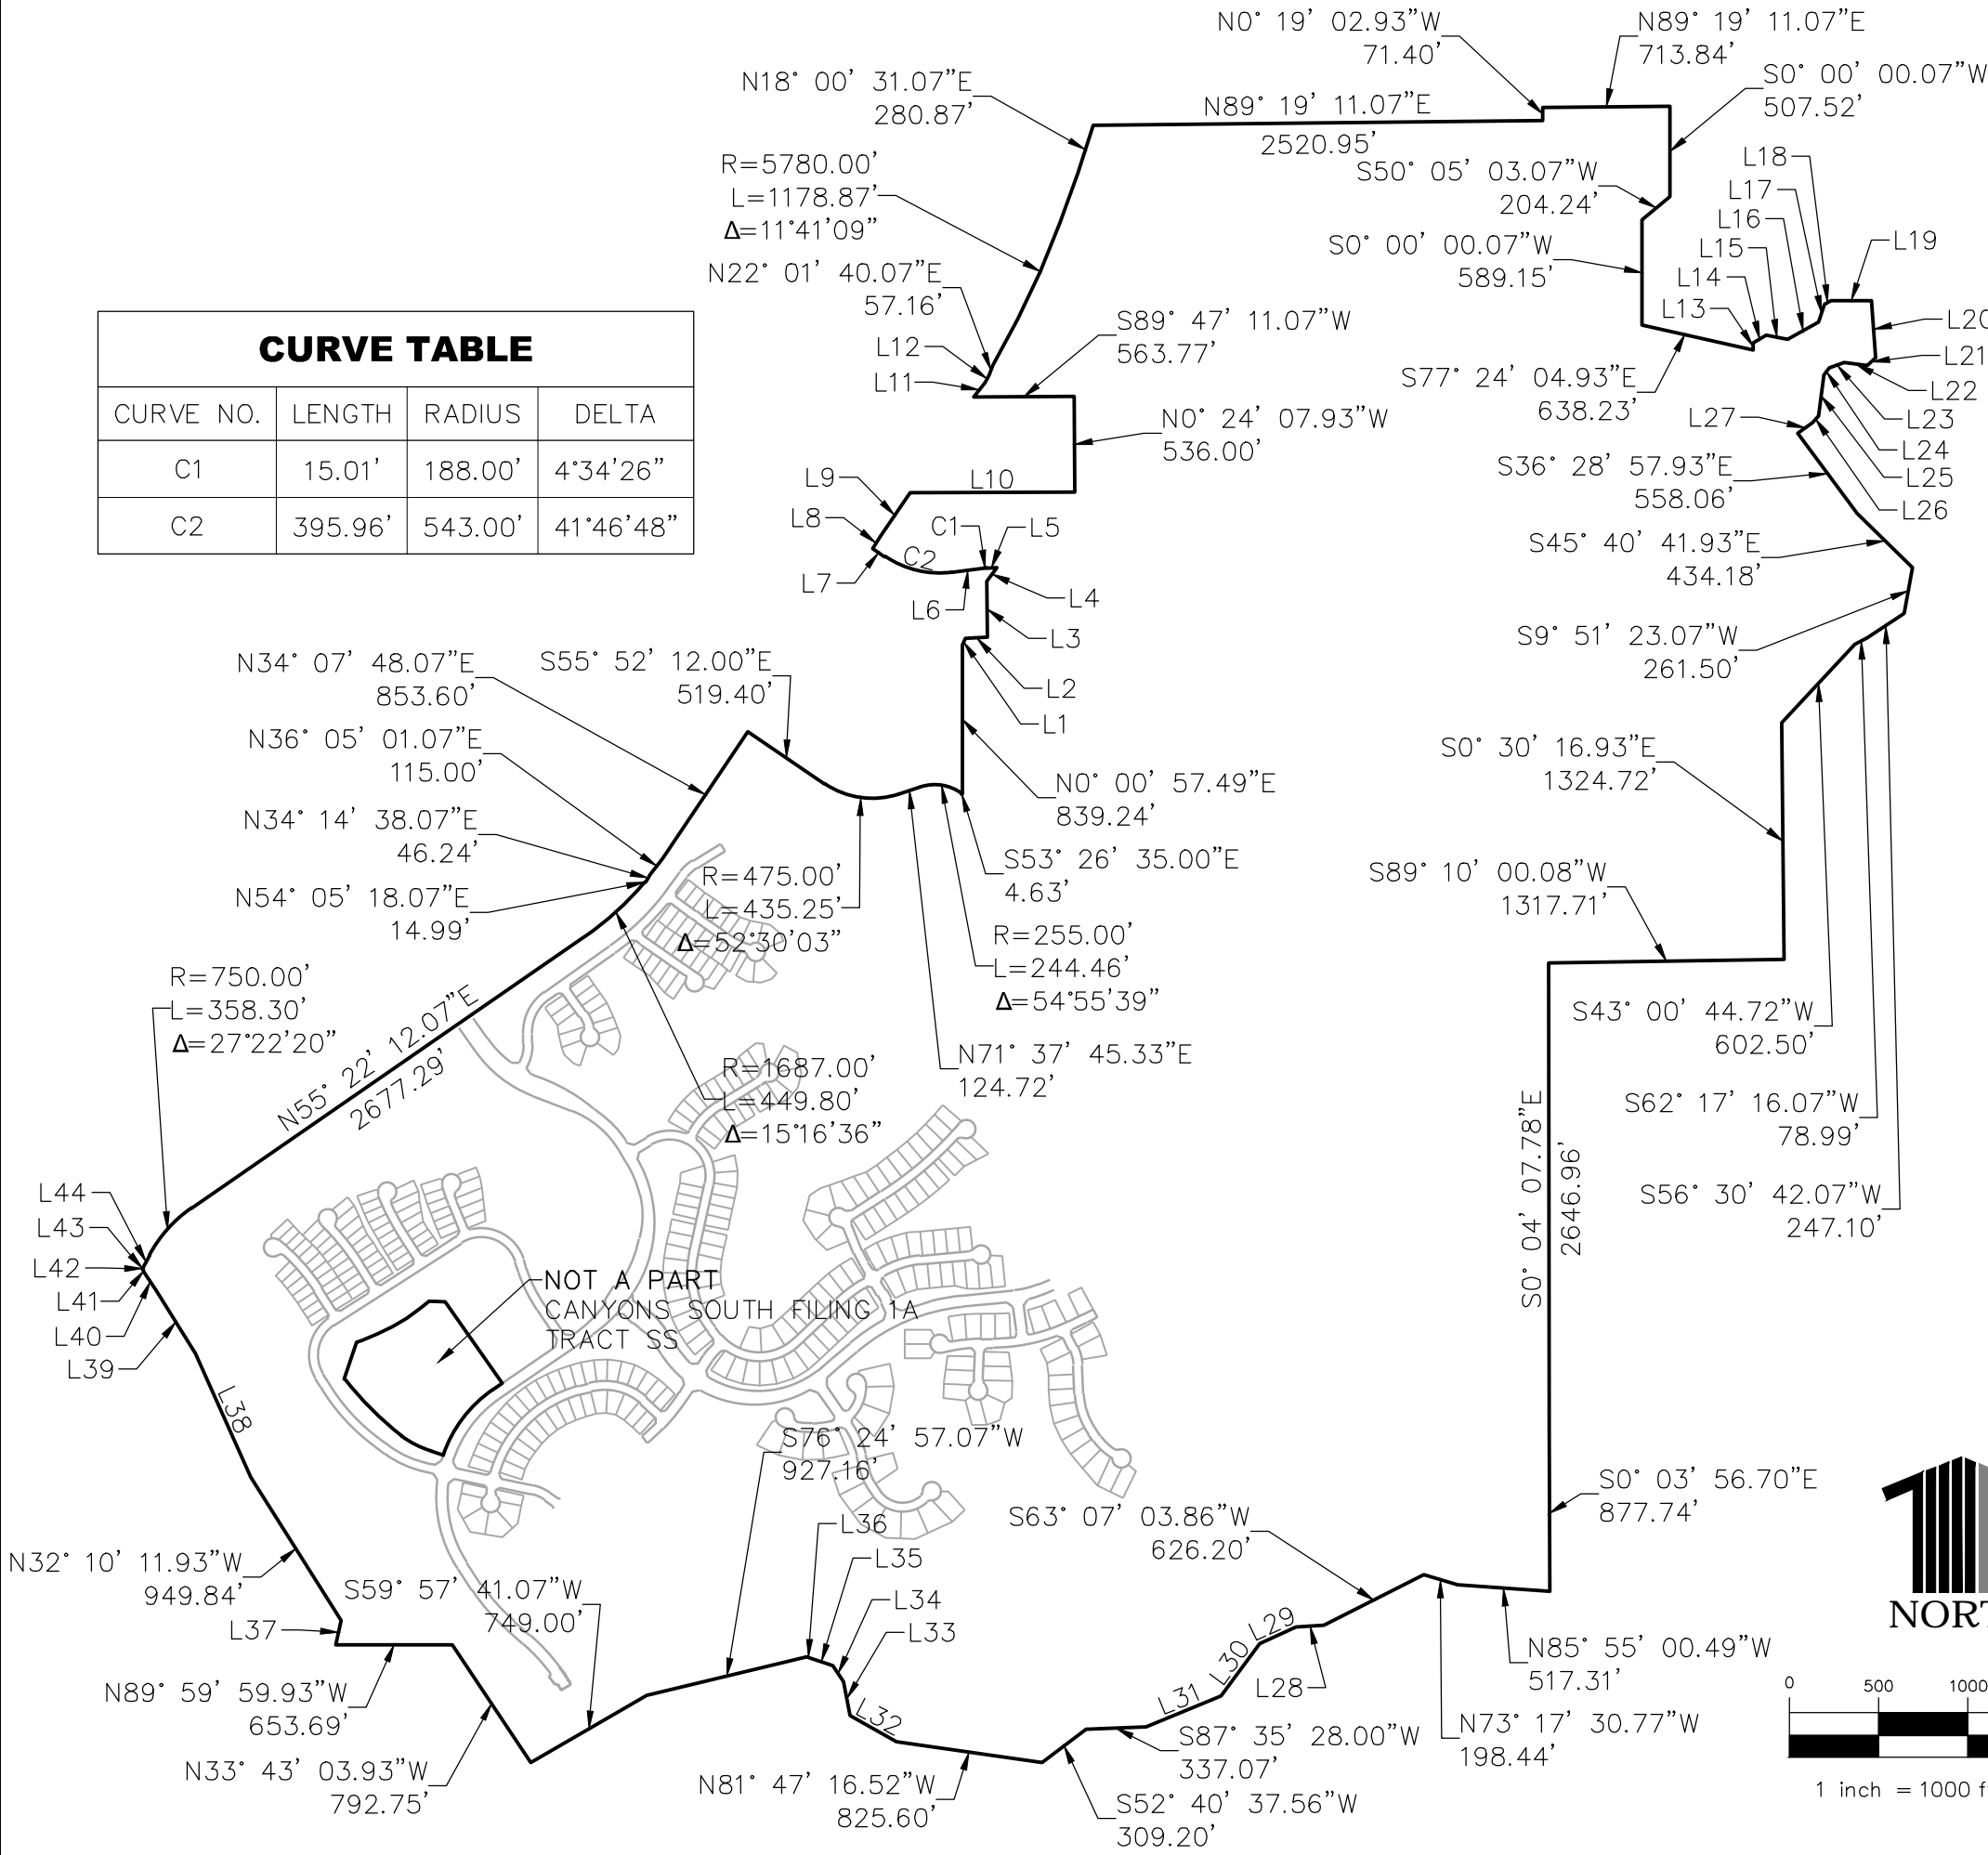 N0° 19' 02.93"W
71.40'
N89° 19' 11.07"E
713.84'
S0° 00' 00.07"W
507.52'
N18° 00' 31.07"E
280.87'
N89° 19' 11.07"E
2520.95'
R=5780.00'
L=1178.87'
Δ=11°41'09"
S50° 05' 03.07"W
204.24'
L18
L17
L16
L15
L14
L13
L19
S0° 00' 00.07"W
589.15'
N22° 01' 40.07"E
57.16'
L12
L11
S89° 47' 11.07"W
563.77'
L20
L21
L22
L23
L24
L25
L26
S77° 24' 04.93"E
638.23'
L27
CURVE TABLE
CURVE NO. LENGTH RADIUS DELTA
C1 15.01' 188.00' 4°34'26"
C2 395.96' 543.00' 41°46'48"
N0° 24' 07.93"W
536.00'
S36° 28' 57.93"E
558.06'
L9
L10
L8
C1
L5
C2
L7
L6
L4
L3
L2
L1
S45° 40' 41.93"E
434.18'
S9° 51' 23.07"W
261.50'
N34° 07' 48.07"E
853.60'
S55° 52' 12.00"E
519.40'
N36° 05' 01.07"E
115.00'
N34° 14' 38.07"E
46.24'
N54° 05' 18.07"E
14.99'
N0° 00' 57.49"E
839.24'
S0° 30' 16.93"E
1324.72'
S53° 26' 35.00"E
4.63'
R=475.00'
L=435.25'
Δ=52°30'03"
S89° 10' 00.08"W
1317.71'
R=255.00'
L=244.46'
Δ=54°55'39"
R=750.00'
L=358.30'
Δ=27°22'20"
N55° 22' 12.07"E
2677.29'
N71° 37' 45.33"E
124.72'
R=1687.00'
L=449.80'
Δ=15°16'36"
S43° 00' 44.72"W
602.50'
S62° 17' 16.07"W
78.99'
S56° 30' 42.07"W
247.10'
S0° 04' 07.78"E
2646.96'
L44
L43
L42
L41
L40
L39
L38
NOT A PART
CANYONS SOUTH FILING 1A
TRACT SS
S76° 24' 57.07"W
927.16'
S0° 03' 56.70"E
877.74'
S63° 07' 03.86"W
626.20'
L36
L35
L34
L33
N32° 10' 11.93"W
949.84'
S59° 57' 41.07"W
749.00'
L37
L29
L30
L28
L31
L32
N89° 59' 59.93"W
653.69'
N33° 43' 03.93"W
792.75'
N81° 47' 16.52"W
825.60'
S87° 35' 28.00"W
337.07'
S52° 40' 37.56"W
309.20'
N85° 55' 00.49"W
517.31'
N73° 17' 30.77"W
198.44'
NORT
0 500 1000
1 inch = 1000 f